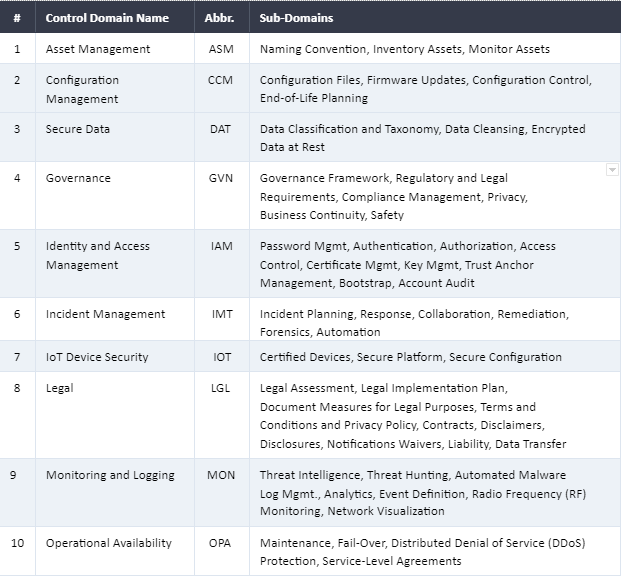 # Control Domain Name Abbr. Sub-Domains
1 Asset Management ASM Naming Convention, Inventory Assets, Monitor Assets
2 Configuration Management CCM Configuration Files, Firmware Updates, Configuration Control,
End-of-Life Planning
3 Secure Data DAT Data Classification and Taxonomy, Data Cleansing, Encrypted
Data at Rest
4 Governance GVN Governance Framework, Regulatory and Legal
Requirements, Compliance Management, Privacy,
Business Continuity, Safety
5 Identity and Access Management IAM Password Mgmt, Authentication, Authorization, Access
Control, Certificate Mgmt, Key Mgmt, Trust Anchor
Management, Bootstrap, Account Audit
6 Incident Management IMT Incident Planning, Response, Collaboration, Remediation,
Forensics, Automation
7 IoT Device Security IOT Certified Devices, Secure Platform, Secure Configuration
8 Legal LGL Legal Assessment, Legal Implementation Plan,
Document Measures for Legal Purposes, Terms and
Conditions and Privacy Policy, Contracts, Disclaimers,
Disclosures, Notifications Waivers, Liability, Data Transfer
9 Monitoring and Logging MON Threat Intelligence, Threat Hunting, Automated Malware
Log Mgmt., Analytics, Event Definition, Radio Frequency (RF)
Monitoring, Network Visualization
10 Operational Availability OPA Maintenance, Fail-Over, Distributed Denial of Service (DDoS)
Protection, Service-Level Agreements